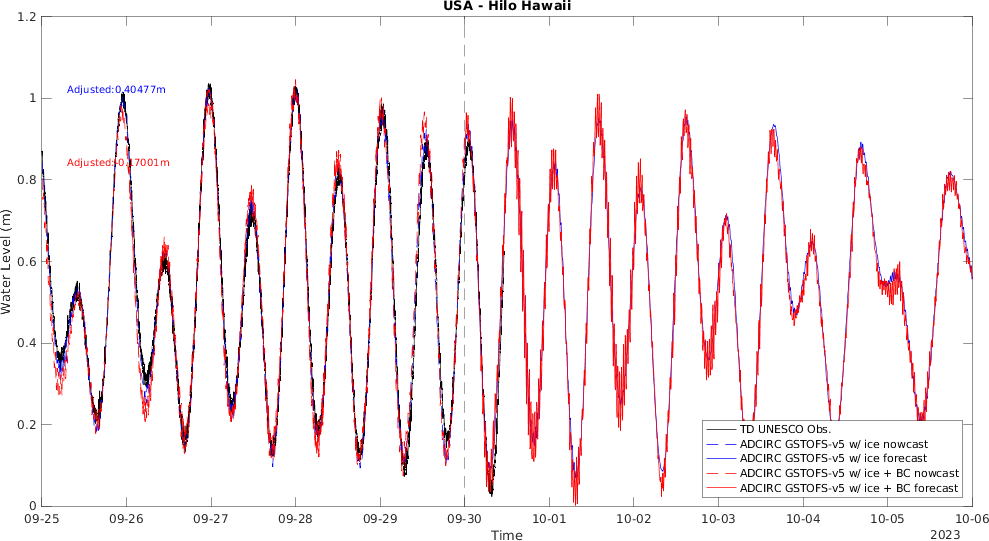 USA - Hilo Hawaii
1.2
1
0.8
0.6
0.4
0.2
0
Water Level (m)
Adjusted:0.40477m
TD UNESCO Obs.
ADCIRC GSTOFS-v5 w/ ice nowcast
ADCIRC GSTOFS-v5 w/ ice forecast
ADCIRC GSTOFS-v5 w/ ice + BC nowcast
ADCIRC GSTOFS-v5 w/ ice + BC forecast
09-25 09-26 09-27 09-28 09-29 09-30 10-01 10-02 10-03 10-04 10-05 10-06
Time
2023